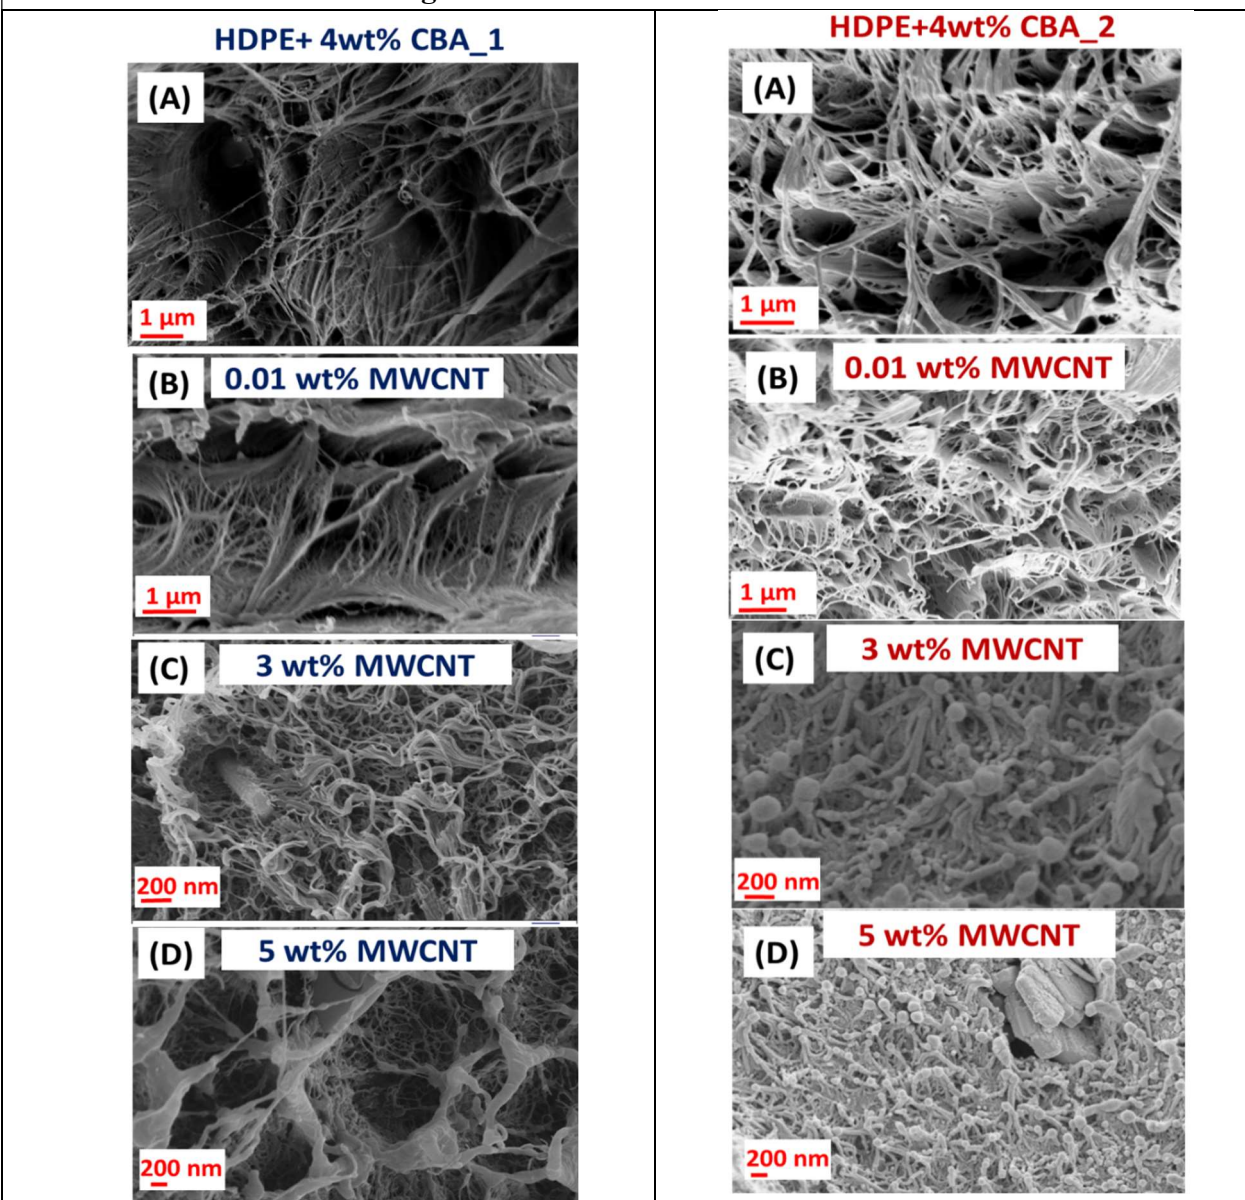 HDPE+ 4wt% CBA_1
(A)
1 µm
(B) 0.01 wt% MWCNT
1 µm
(C) 3 wt% MWCNT
200 nm
(D) 5 wt% MWCNT
200 nm
HDPE+4wt% CBA_2
(A)
1 µm
(B) 0.01 wt% MWCNT
1 µm
(C) 3 wt% MWCNT
200 nm
(D) 5 wt% MWCNT
200 nm